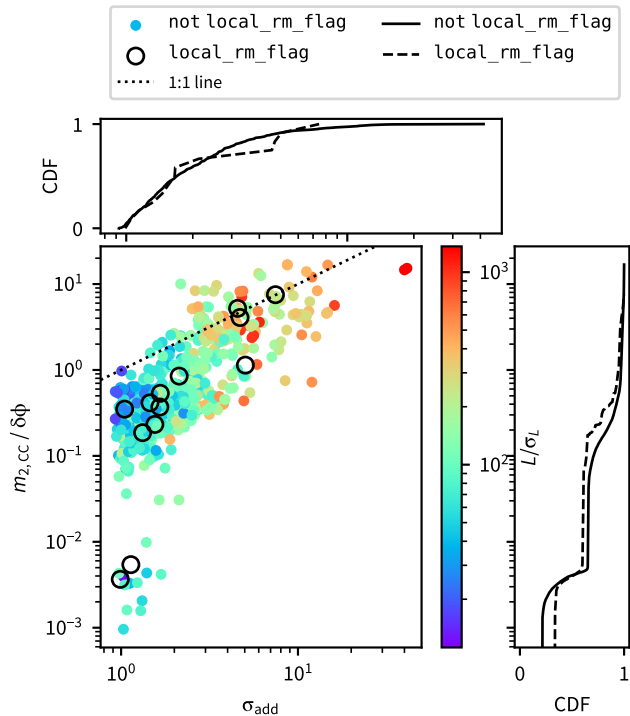 not local_rm_flag
not local_rm_flag
local_rm_flag
local_rm_flag
1:1 line
1
CDF
0
10¹
10⁰
10⁻¹
10⁻²
10⁻³
m₂,CC / δϕ
10⁰
10¹
σadd
10³
10²
L/σL
0
1
CDF